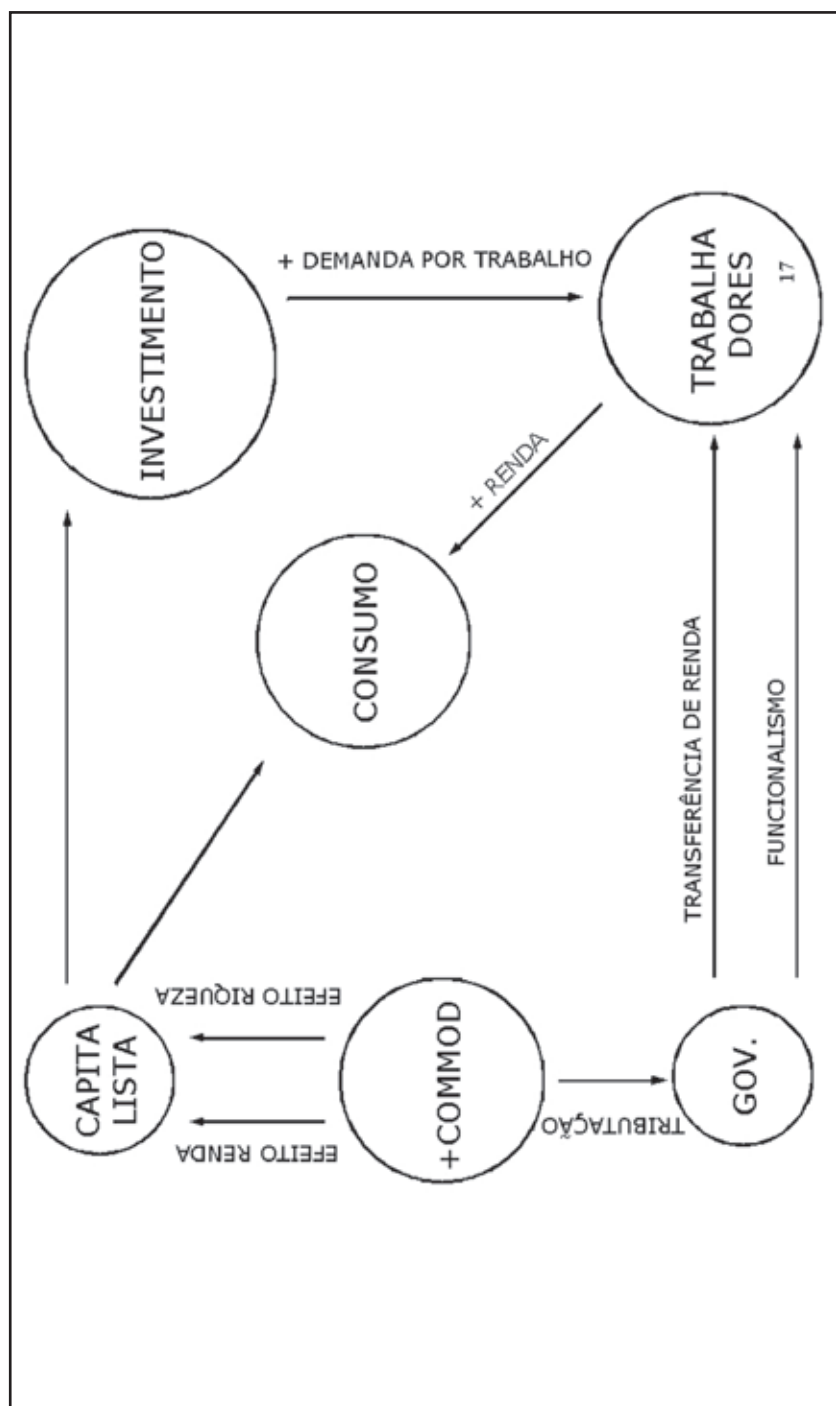 CAPITA
LISTA
INVESTIMENTO
EFEITO RENDA
EFEITO RIQUEZA
+ DEMANDA POR TRABALHO
CONSUMO
+COMMOD
+ RENDA
TRIBUTAÇÃO
GOV.
TRANSFERÊNCIA DE RENDA
FUNCIONALISMO
TRABALHA
DORES
17